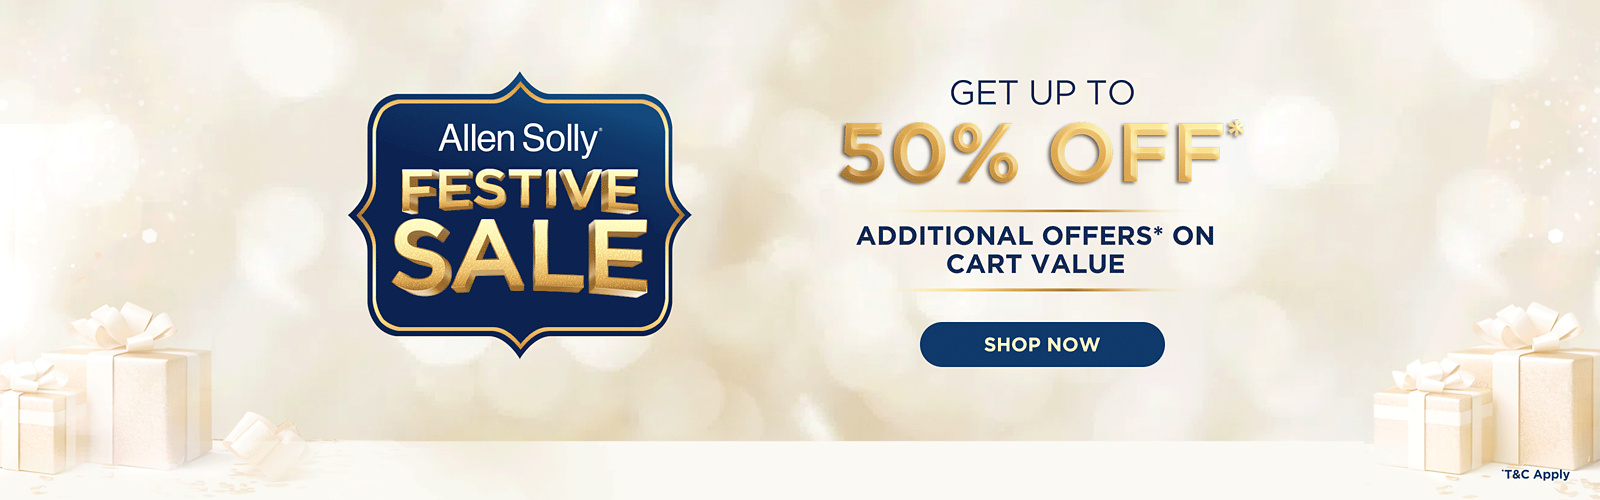 Allen Solly
FESTIVE
SALE
GET UP TO
50% OFF*
ADDITIONAL OFFERS* ON
CART VALUE
SHOP NOW
*T&C Apply